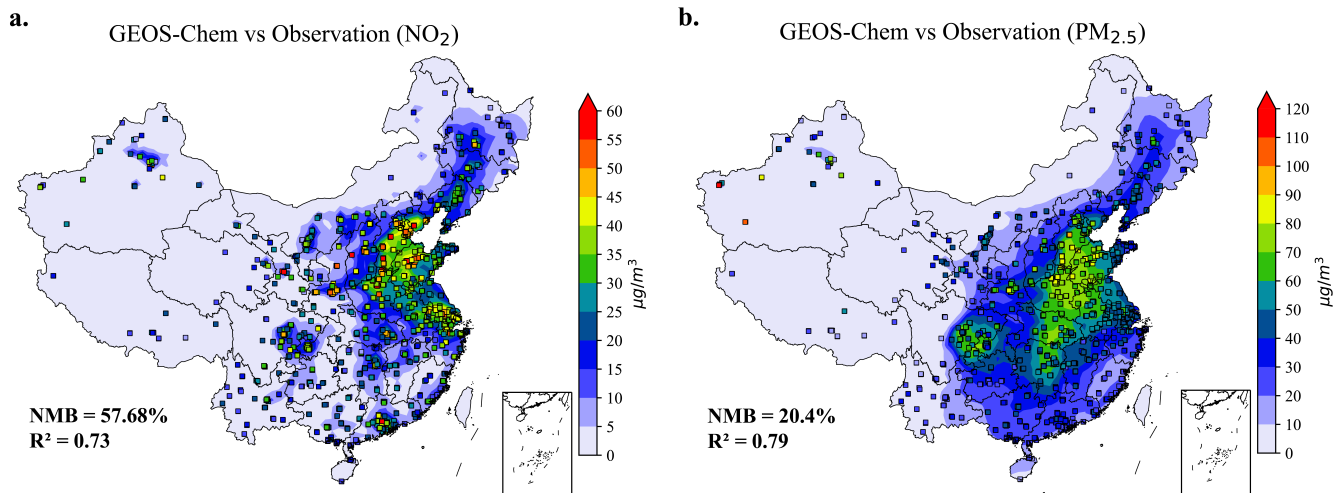 a.
GEOS-Chem vs Observation (NO₂)
60
55
50
45
40
35
30
25
20
15
10
5
0
μg/m³
NMB = 57.68%
R² = 0.73
b.
GEOS-Chem vs Observation (PM₂.₅)
120
110
100
90
80
70
60
50
40
30
20
10
0
μg/m³
NMB = 20.4%
R² = 0.79